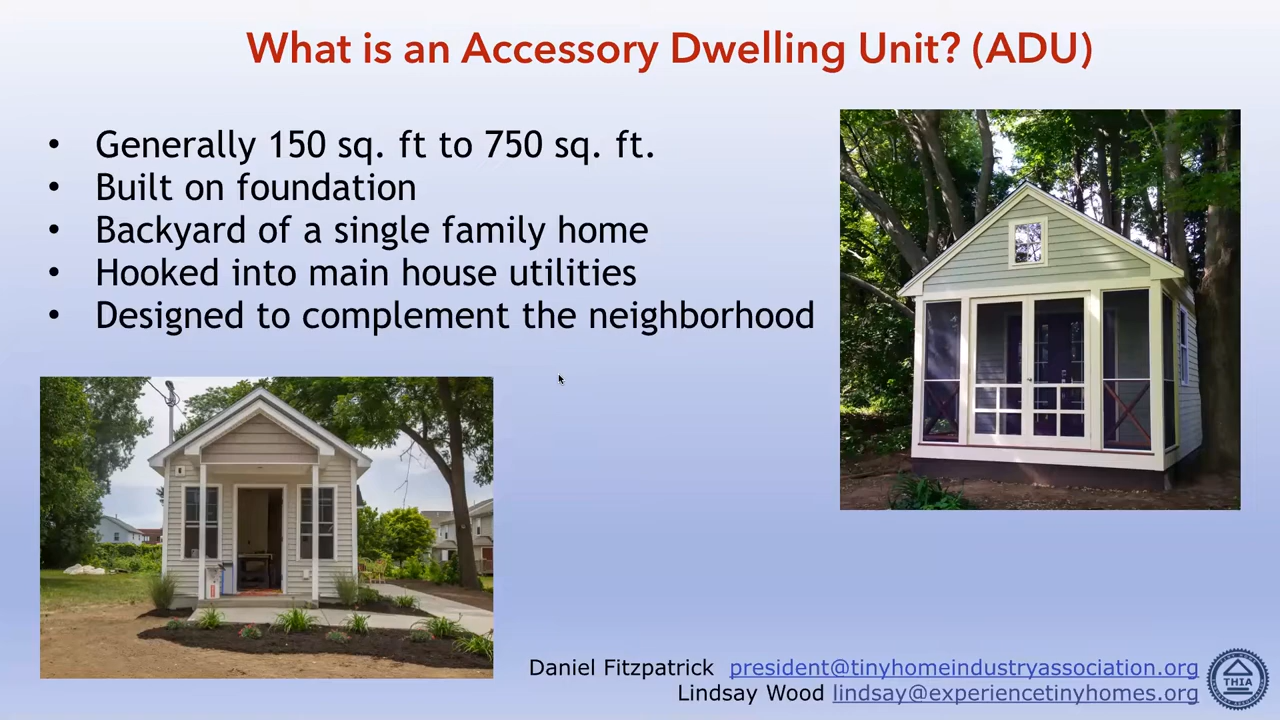 What is an Accessory Dwelling Unit? (ADU)
• Generally 150 sq. ft to 750 sq. ft.
• Built on foundation
• Backyard of a single family home
• Hooked into main house utilities
• Designed to complement the neighborhood
Daniel Fitzpatrick president@tinyhomeindustryassociation.org
Lindsay Wood lindsay@experiencetinyhomes.org
THIA